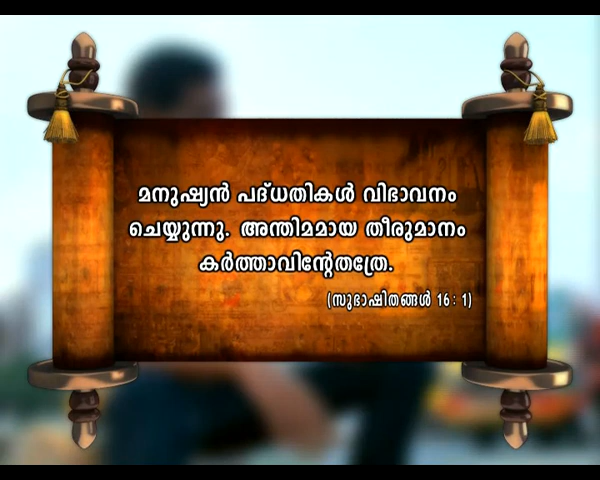 മനുഷ്യൻ പദ്ധതികൾ വിഭാവനം
ചെയ്യുന്നു. അന്തിമമായ തീരുമാനം
കർത്താവിന്റേതത്രേ.
(സുഭാഷിതങ്ങൾ 16 : 1)